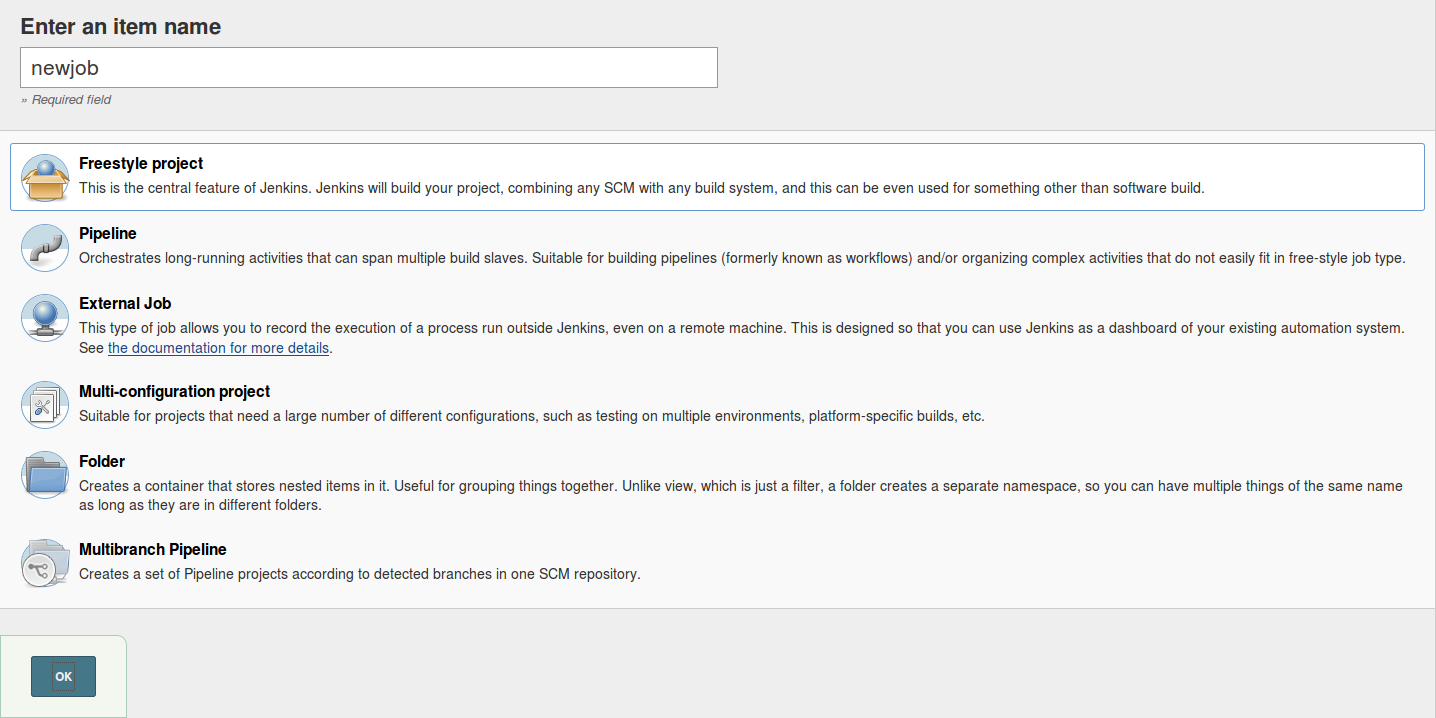 Enter an item name
newjob
» Required field
Freestyle project
This is the central feature of Jenkins. Jenkins will build your project, combining any SCM with any build system, and this can be even used for something other than software build.
Pipeline
Orchestrates long-running activities that can span multiple build slaves. Suitable for building pipelines (formerly known as workflows) and/or organizing complex activities that do not easily fit in free-style job type.
External Job
This type of job allows you to record the execution of a process run outside Jenkins, even on a remote machine. This is designed so that you can use Jenkins as a dashboard of your existing automation system.
See the documentation for more details.
Multi-configuration project
Suitable for projects that need a large number of different configurations, such as testing on multiple environments, platform-specific builds, etc.
Folder
Creates a container that stores nested items in it. Useful for grouping things together. Unlike view, which is just a filter, a folder creates a separate namespace, so you can have multiple things of the same name
as long as they are in different folders.
Multibranch Pipeline
Creates a set of Pipeline projects according to detected branches in one SCM repository.
OK